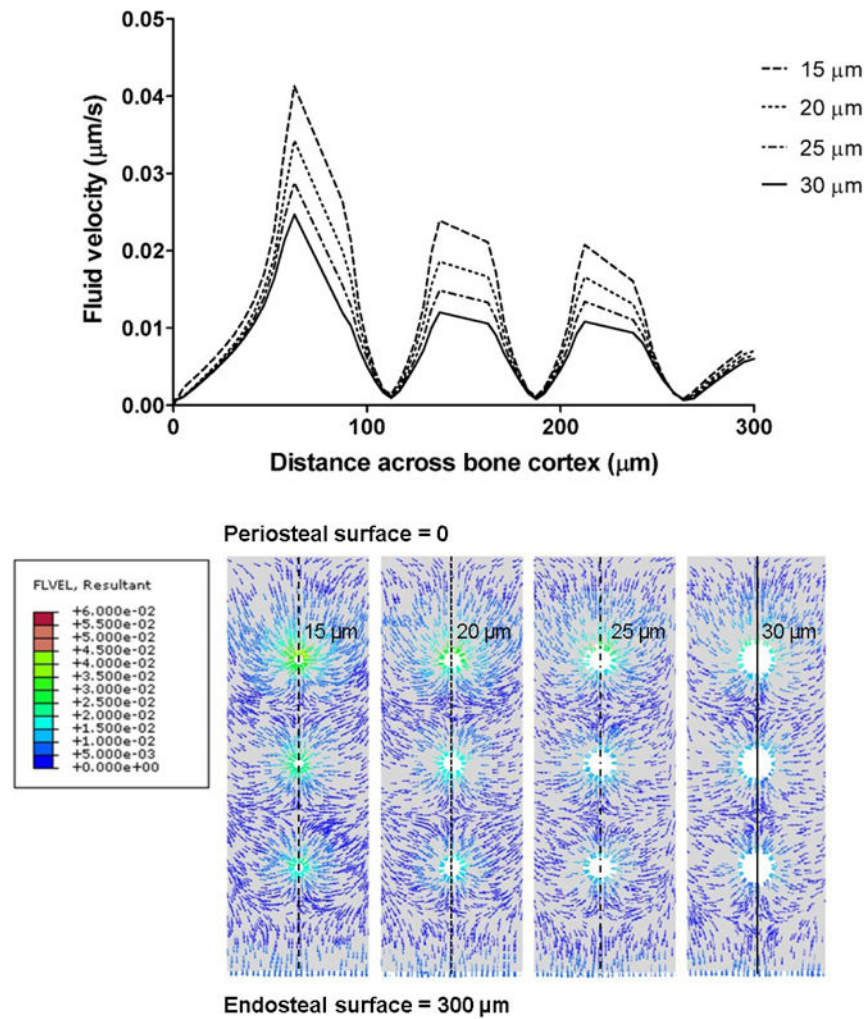 0.05
0.04
0.03
0.02
0.01
0.00
Fluid velocity (μm/s)
0
100
200
300
Distance across bone cortex (μm)
15 μm
20 μm
25 μm
30 μm
Periosteal surface = 0
FLVEL, Resultant
+6.000e-02
+5.500e-02
+5.000e-02
+4.500e-02
+4.000e-02
+3.500e-02
+3.000e-02
+2.500e-02
+2.000e-02
+1.500e-02
+1.000e-02
+5.000e-03
+0.000e+00
15 μm
20 μm
25 μm
30 μm
Endosteal surface = 300 μm